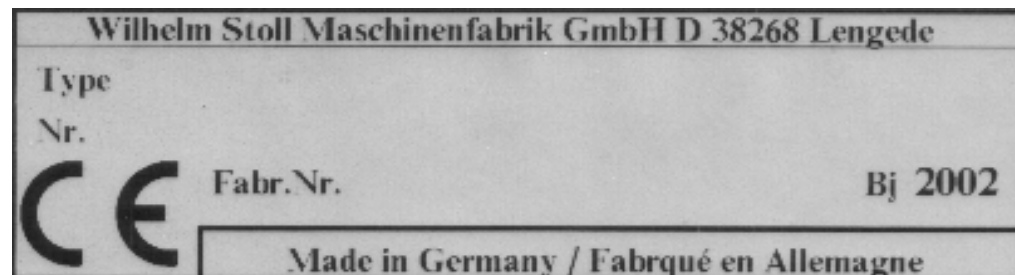 Wilhelm Stoll Maschinenfabrik GmbH D 38268 Lengede
Type
Nr.
CE Fabr.Nr. Bj 2002
Made in Germany / Fabrqué en Allemagne